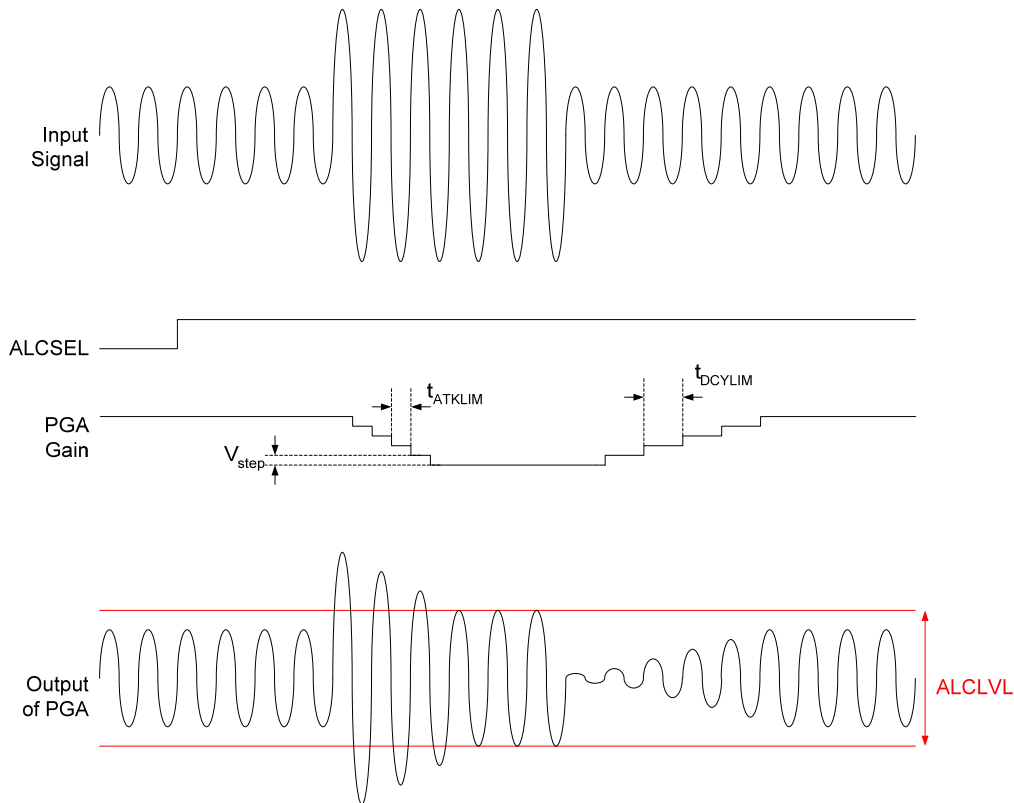 Input
Signal
ALCSEL
tATKLIM
tDCYLIM
PGA
Gain
Vstep
Output
of PGA
ALCLVL